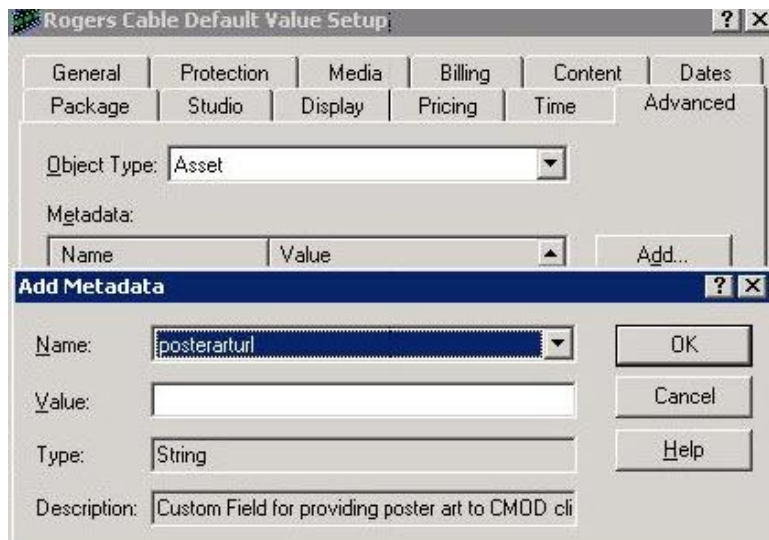 Rogers Cable Default Value Setup
General Protection Media Billing Content Dates
Package Studio Display Pricing Time Advanced
Object Type: Asset
Metadata:
Name Value Add...
Add Metadata
Name: posterarturl OK
Value: Cancel
Type: String Help
Description: Custom Field for providing poster art to CMOD cli